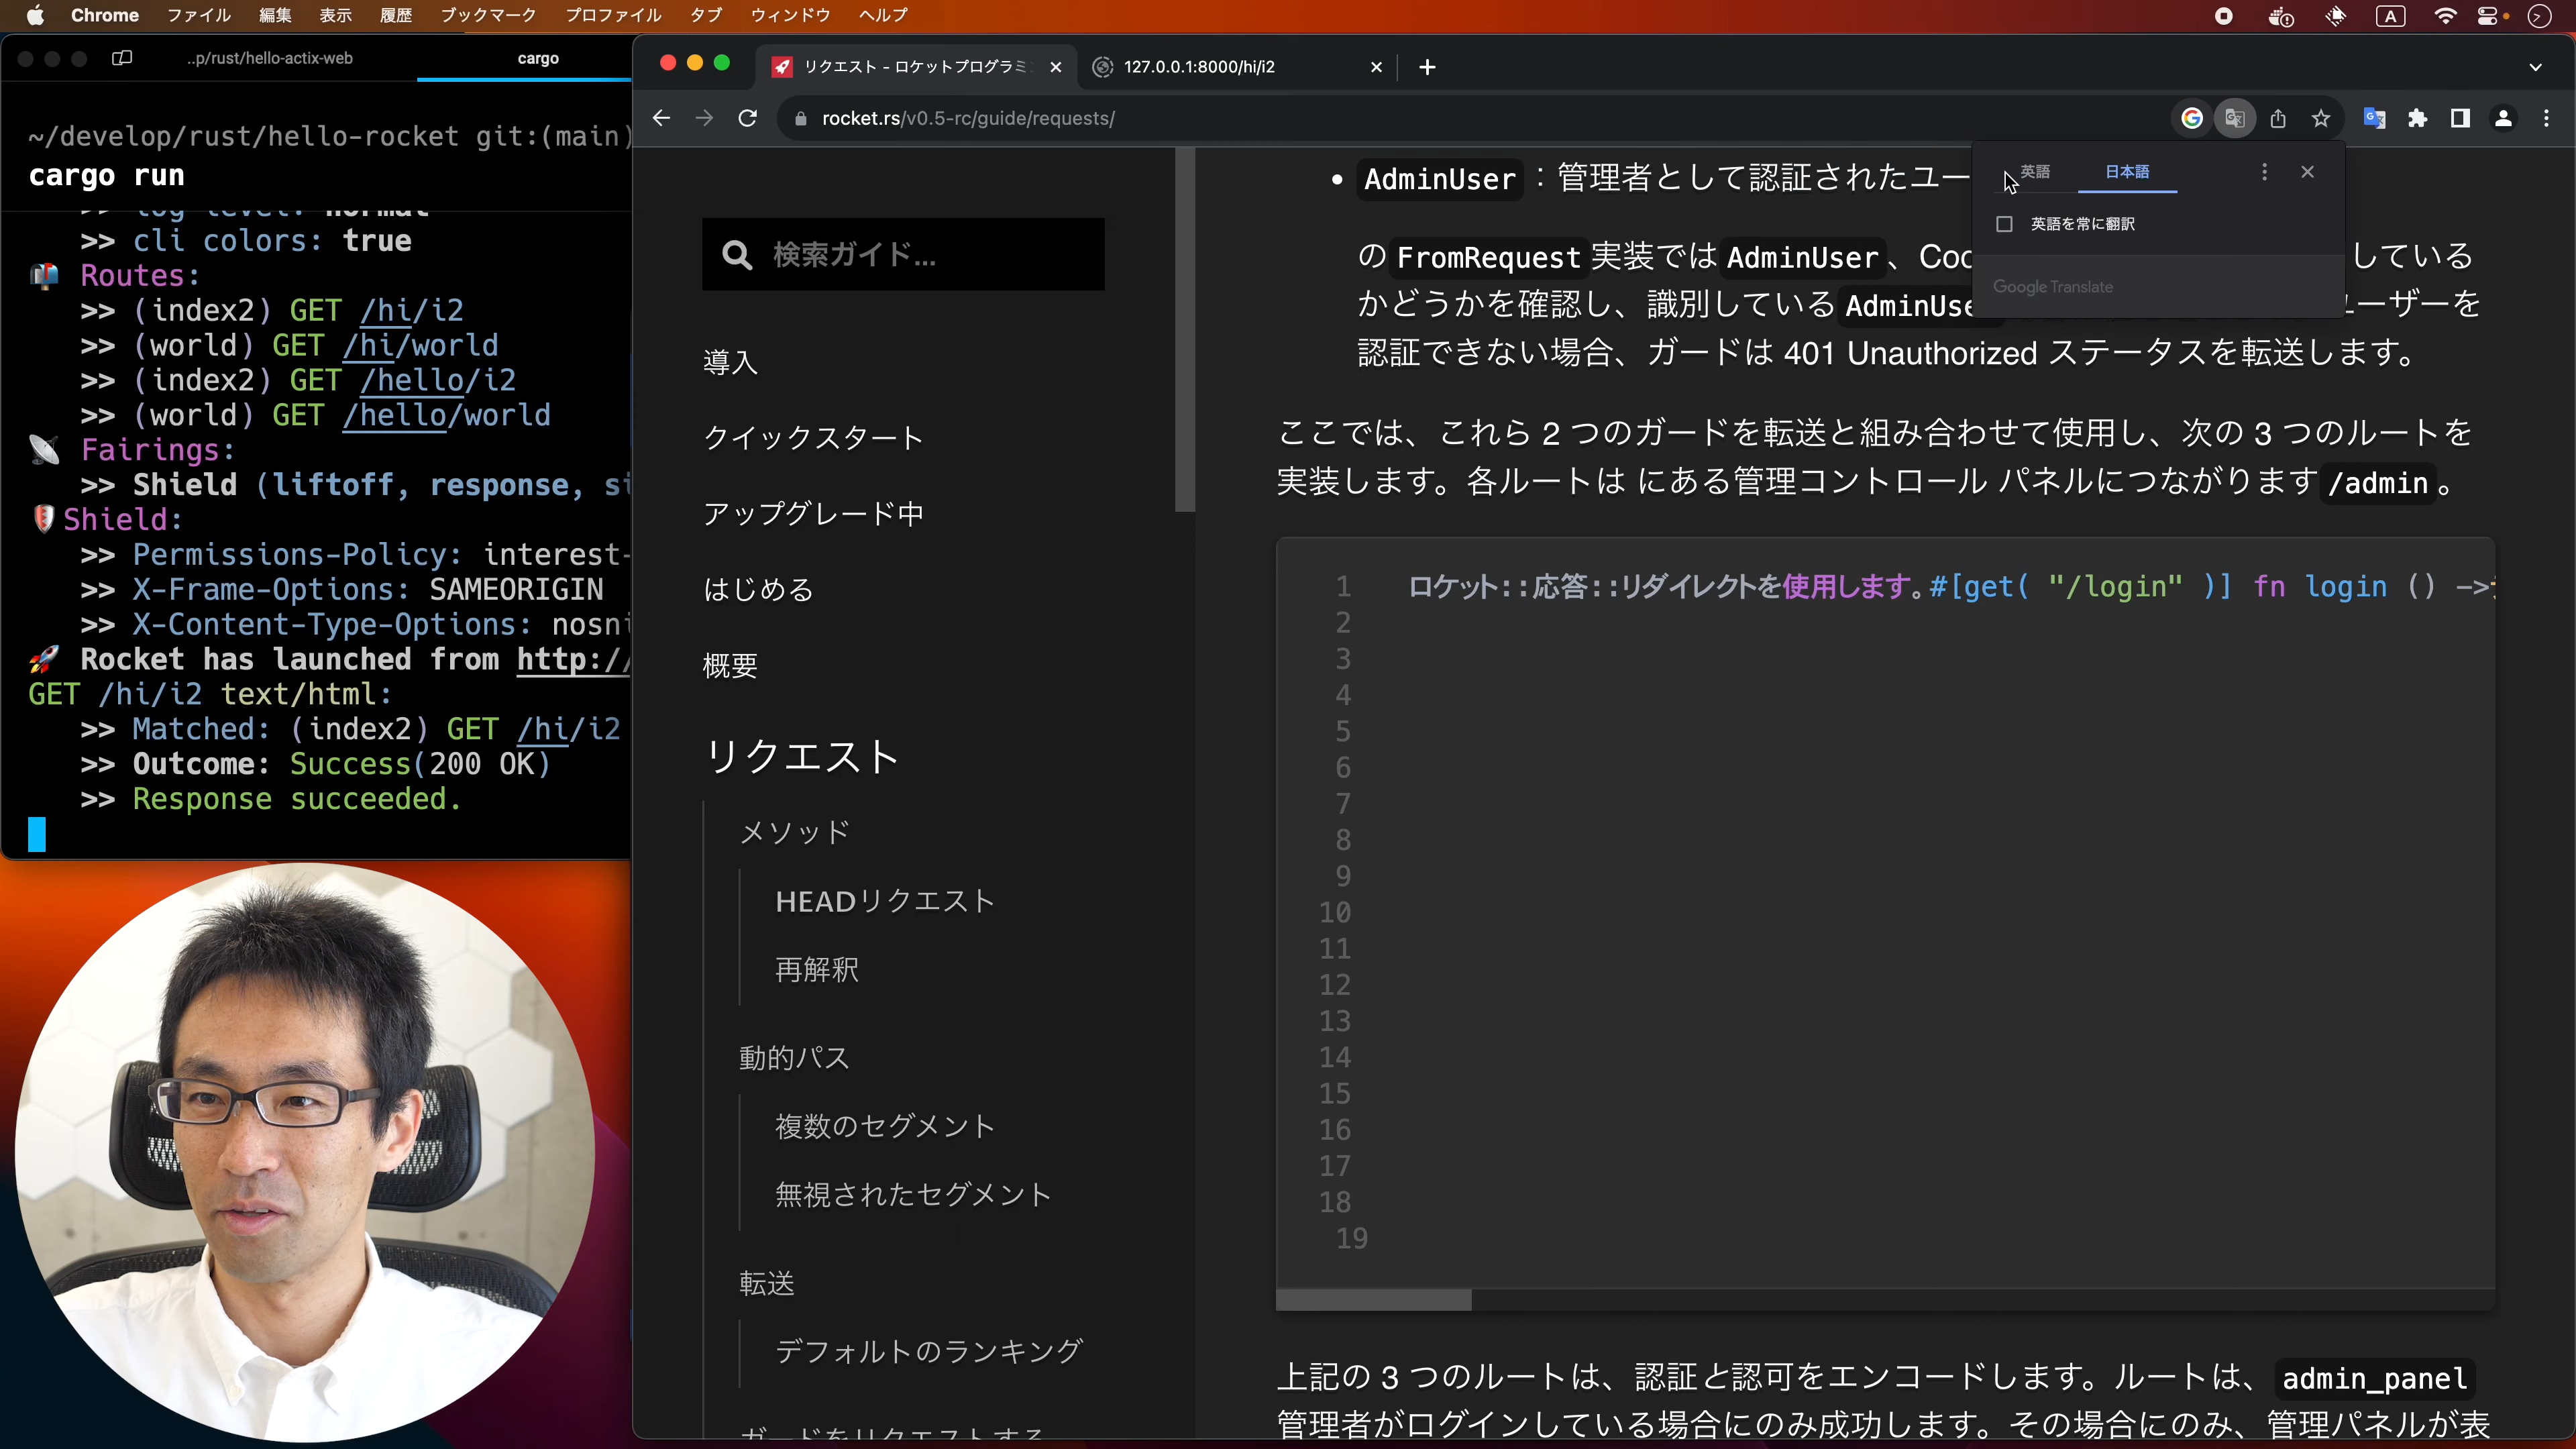 Chrome ファイル 編集 表示 履歴 ブックマーク プロファイル タブ ウィンドウ ヘルプ
A
..p/rust/hello-actix-web
cargo
~/develop/rust/hello-rocket git:(main)
cargo run
>> log level: normal
>> cli colors: true
Routes:
>> (index2) GET /hi/i2
>> (world) GET /hi/world
>> (index2) GET /hello/i2
>> (world) GET /hello/world
Fairings:
>> Shield (liftoff, response,
Shield:
>> Permissions-Policy: interest-
>> X-Frame-Options: SAMEORIGIN
>> X-Content-Type-Options: nosn
Rocket has launched from http://
GET /hi/i2 text/html:
>> Matched: (index2) GET /hi/i2
>> Outcome: Success(200 OK)
>> Response succeeded.
リクエスト - ロケットプログラミ
127.0.0.1:8000/hi/i2
rocket.rs/v0.5-rc/guide/requests/
英語
日本語
英語を常に翻訳
Google Translate
検索ガイド...
導入
クイックスタート
アップグレード中
はじめる
概要
リクエスト
メソッド
HEADリクエスト
再解釈
動的パス
複数のセグメント
無視されたセグメント
転送
デフォルトのランキング
ガードをリクエストする
• AdminUser：管理者として認証されたユー
の FromRequest 実装では AdminUser 、Coo している
かどうかを確認し、識別している AdminUse ーザーを
認証できない場合、ガードは 401 Unauthorized ステータスを転送します。
ここでは、これら 2 つのガードを転送と組み合わせて使用し、次の 3 つのルートを
実装します。各ルートは にある管理コントロール パネルにつながります /admin 。
1 ロケット::応答::リダイレクトを使用します。#[get( "/login" )] fn login () ->
2
3
4
5
6
7
8
9
10
11
12
13
14
15
16
17
18
19
上記の 3 つのルートは、認証と認可をエンコードします。ルートは、 admin_panel
管理者がログインしている場合にのみ成功します。その場合にのみ、管理パネルが表